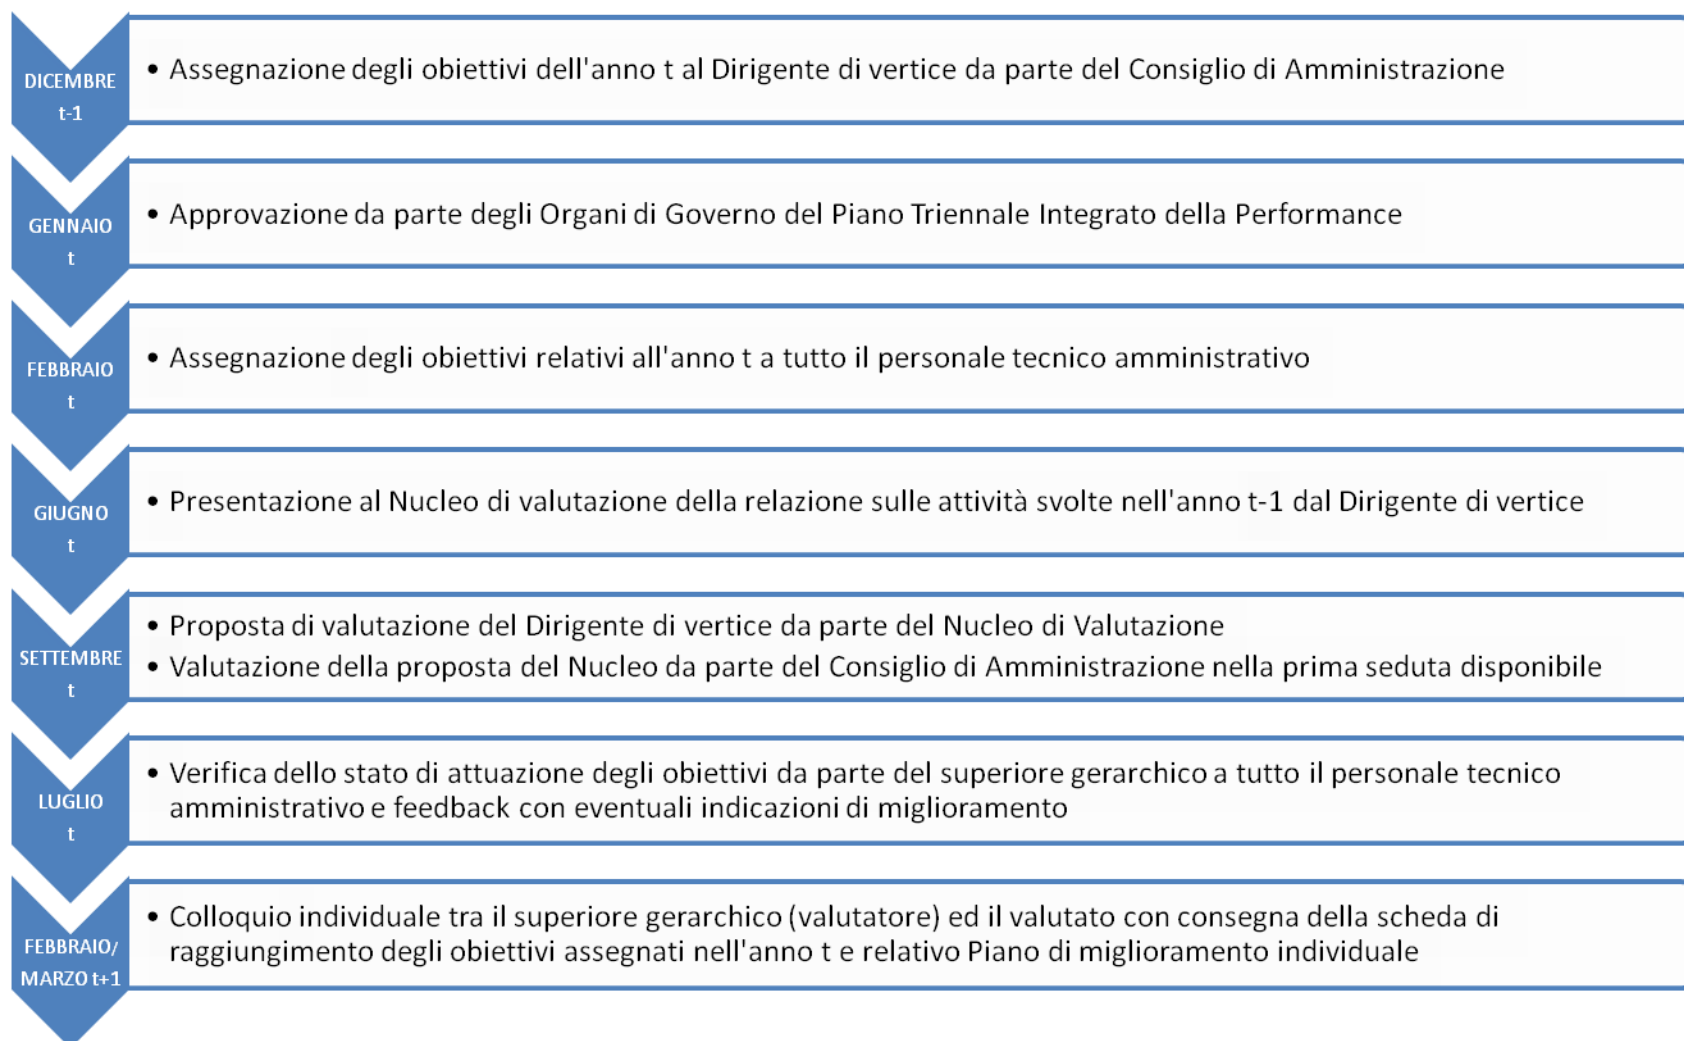 DICEMBRE
t-1
• Assegnazione degli obiettivi dell'anno t al Dirigente di vertice da parte del Consiglio di Amministrazione
GENNAIO
t
• Approvazione da parte degli Organi di Governo del Piano Triennale Integrato della Performance
FEBBRAIO
t
• Assegnazione degli obiettivi relativi all'anno t a tutto il personale tecnico amministrativo
GIUGNO
t
• Presentazione al Nucleo di valutazione della relazione sulle attività svolte nell'anno t-1 dal Dirigente di vertice
SETTEMBRE
t
• Proposta di valutazione del Dirigente di vertice da parte del Nucleo di Valutazione
• Valutazione della proposta del Nucleo da parte del Consiglio di Amministrazione nella prima seduta disponibile
LUGLIO
t
• Verifica dello stato di attuazione degli obiettivi da parte del superiore gerarchico a tutto il personale tecnico
amministrativo e feedback con eventuali indicazioni di miglioramento
FEBBRAIO/
MARZO t+1
• Colloquio individuale tra il superiore gerarchico (valutatore) ed il valutato con consegna della scheda di
raggiungimento degli obiettivi assegnati nell'anno t e relativo Piano di miglioramento individuale